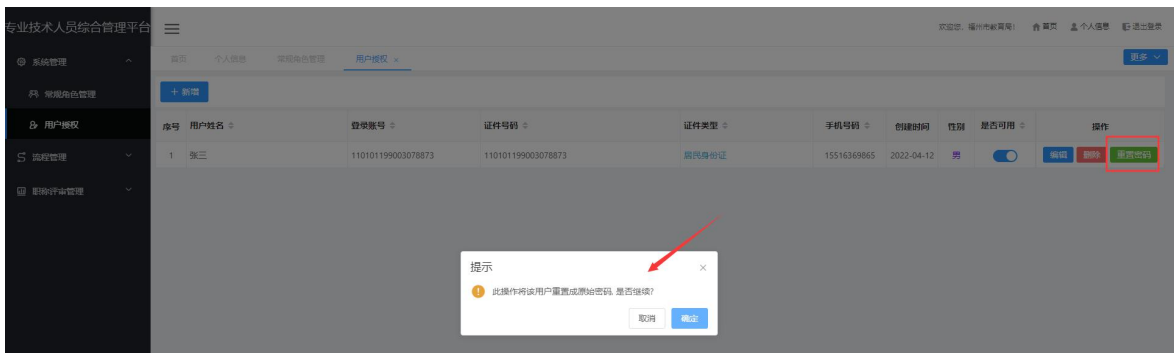 专业技术人员综合管理平台
欢迎您，福州市教育局！ 首页 个人信息 退出登录
系统管理
首页 个人信息 常规角色管理 用户授权 × 更多
常规角色管理
+ 新增
用户授权
序号 用户姓名 登录账号 证件号码 证件类型 手机号码 创建时间 性别 是否可用 操作
流程管理
1 张三 110101199003078873 110101199003078873 居民身份证 15516369865 2022-04-12 男 编辑 删除 重置密码
职称评审管理
提示 ×
此操作将该用户重置成原始密码, 是否继续?
取消 确定